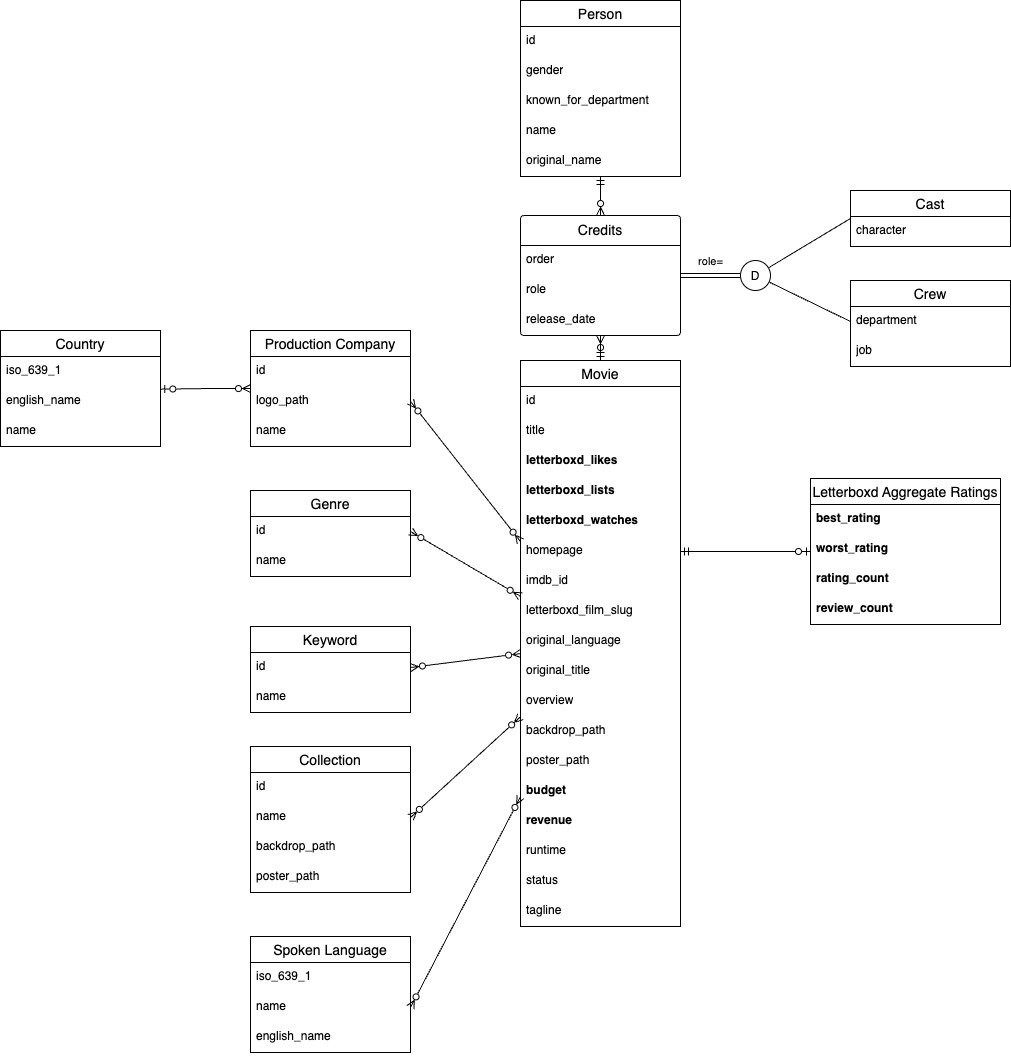 Person
id
gender
known_for_department
name
original_name
Credits
order
role
release_date
role=
D
Cast
character
Crew
department
job
Country
iso_639_1
english_name
name
Production Company
id
logo_path
name
Genre
id
name
Keyword
id
name
Collection
id
name
backdrop_path
poster_path
Spoken Language
iso_639_1
name
english_name
Movie
id
title
letterboxd_likes
letterboxd_lists
letterboxd_watches
homepage
imdb_id
letterboxd_film_slug
original_language
original_title
overview
backdrop_path
poster_path
budget
revenue
runtime
status
tagline
Letterboxd Aggregate Ratings
best_rating
worst_rating
rating_count
review_count